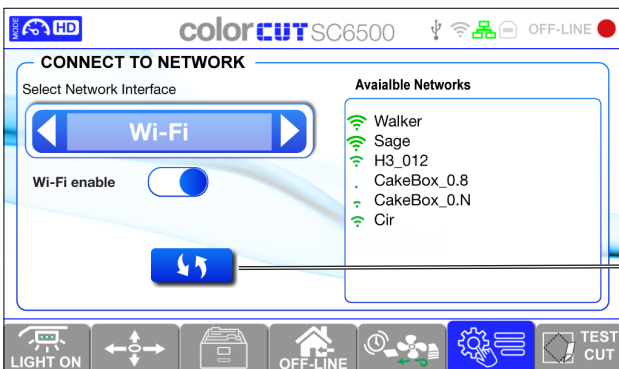 MODE HD colorCUT SC6500 OFF-LINE
CONNECT TO NETWORK
Select Network Interface
Avaialble Networks
Wi-Fi
Walker
Sage
H3_012
CakeBox_0.8
CakeBox_0.N
Cir
Wi-Fi enable
LIGHT ON
OFF-LINE
TEST
CUT